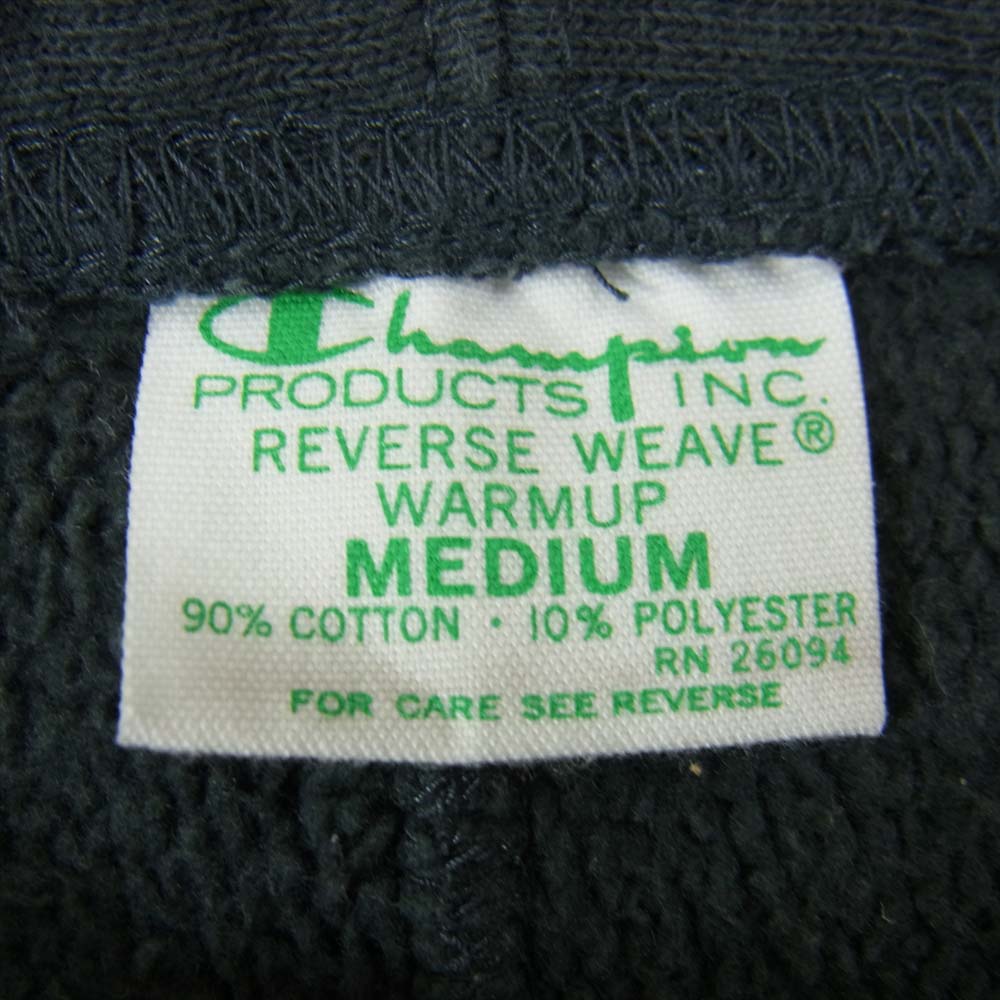 Champion
PRODUCTS INC.
REVERSE WEAVE®
WARMUP
MEDIUM
90% COTTON · 10% POLYESTER
RN 26094
FOR CARE SEE REVERSE